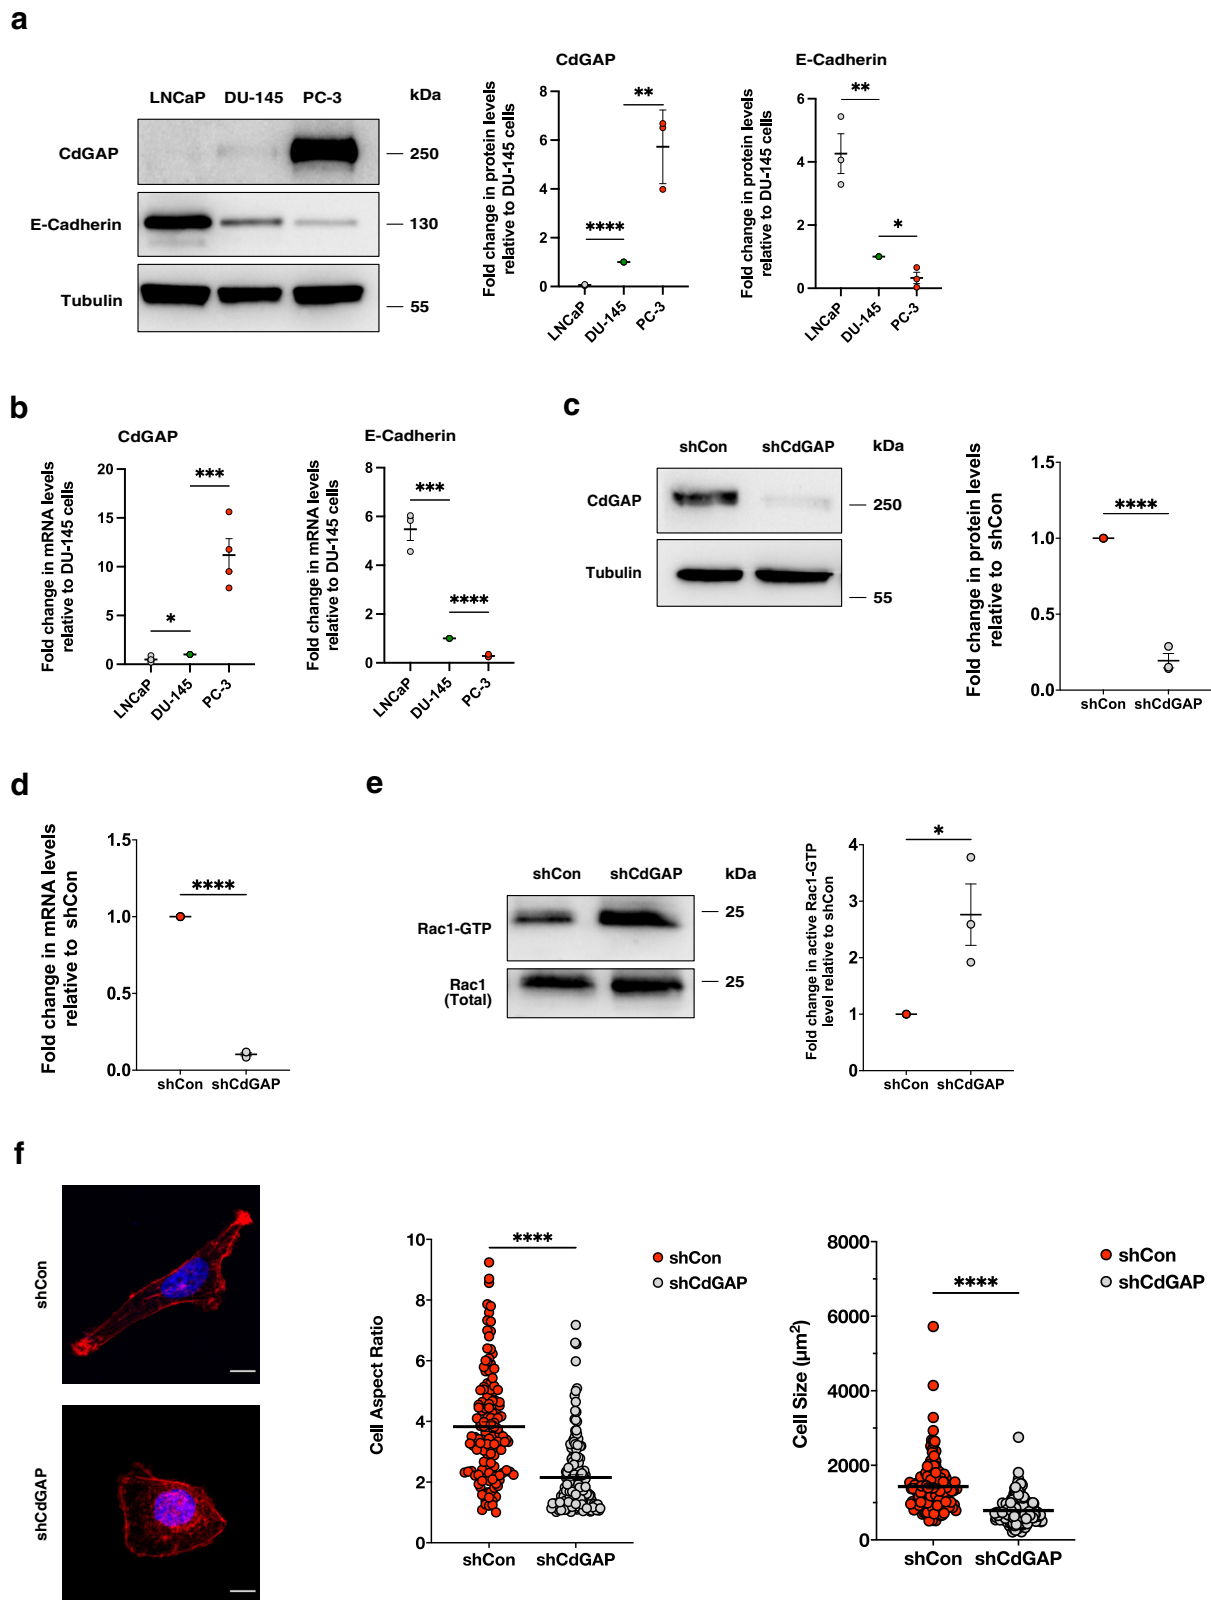 a
LNCaP DU-145 PC-3 kDa
CdGAP 250
E-Cadherin 130
Tubulin 55
CdGAP
Fold change in protein levels
relative to DU-145 cells
8
6
4
2
0
**
****
LNCaP
DU-145
PC-3
E-Cadherin
Fold change in protein levels
relative to DU-145 cells
6
4
2
0
**
*
LNCaP
DU-145
PC-3
b
CdGAP
Fold change in mRNA levels
relative to DU-145 cells
20
15
10
5
0
***
*
LNCaP
DU-145
PC-3
E-Cadherin
Fold change in mRNA levels
relative to DU-145 cells
8
6
4
2
0
***
****
LNCaP
DU-145
PC-3
c
shCon shCdGAP kDa
CdGAP 250
Tubulin
55
Fold change in protein levels
relative to shCon
1.5
1.0
0.5
0.0
****
shCon shCdGAP
d
Fold change in mRNA levels
relative to shCon
1.5
1.0
0.5
0.0
****
shCon shCdGAP
e
shCon shCdGAP kDa
Rac1-GTP 25
Rac1
(Total)
25
Fold change in active Rac1-GTP
level relative to shCon
4
3
2
1
0
*
shCon shCdGAP
f
shCon
shCdGAP
Cell Aspect Ratio
10
8
6
4
2
0
****
shCon shCdGAP
shCon
shCdGAP
Cell Size (µm²)
8000
6000
4000
2000
0
****
shCon shCdGAP
shCon
shCdGAP